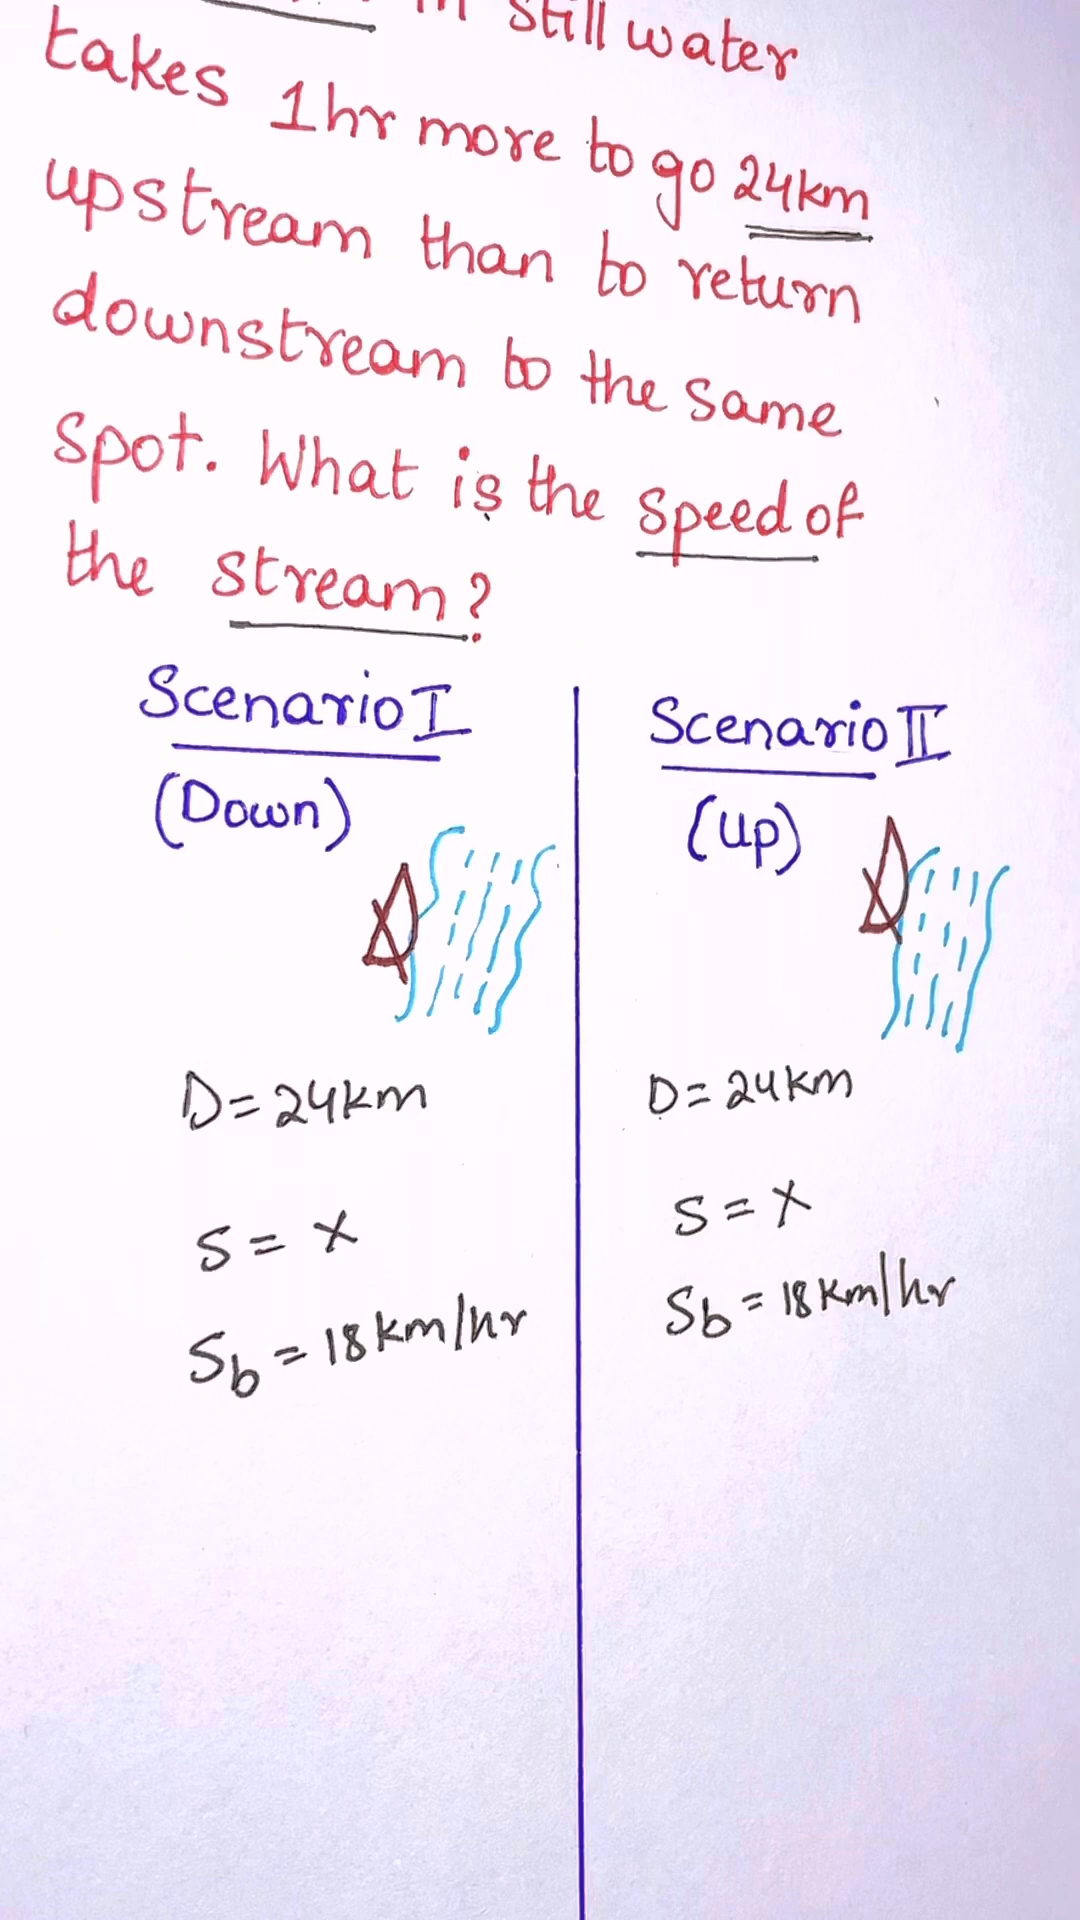 in still water
takes 1hr more to go 24km
upstream than to return
downstream to the same
spot. What is the speed of
the stream?
Scenario I
(Down)
D=24km
S = x
Sb = 18km/hr
Scenario II
(Up)
D= 24km
S = x
Sb = 18km/hr